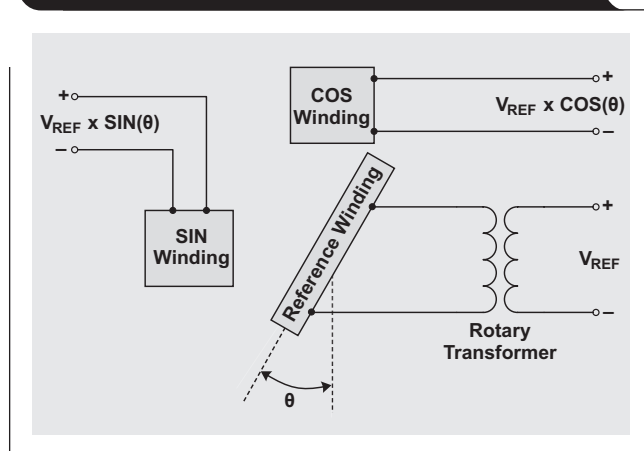 +
V_REF x SIN(θ)
–
SIN
Winding
COS
Winding
+
V_REF x COS(θ)
–
Reference Winding
+
V_REF
–
Rotary
Transformer
θ